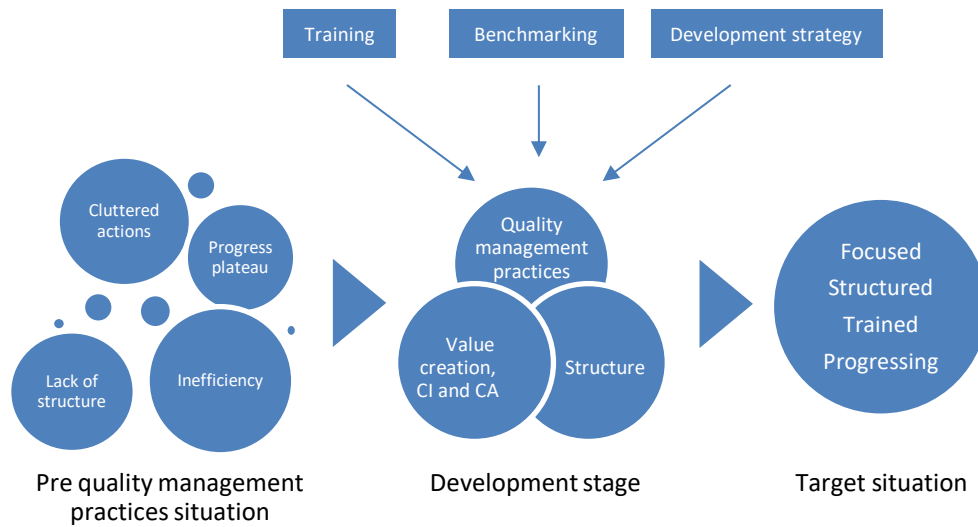 Training
Benchmarking
Development strategy
Cluttered
actions
Progress
plateau
Lack of
structure
Inefficiency
Quality
management
practices
Value
creation,
CI and CA
Structure
Focused
Structured
Trained
Progressing
Pre quality management
practices situation
Development stage
Target situation